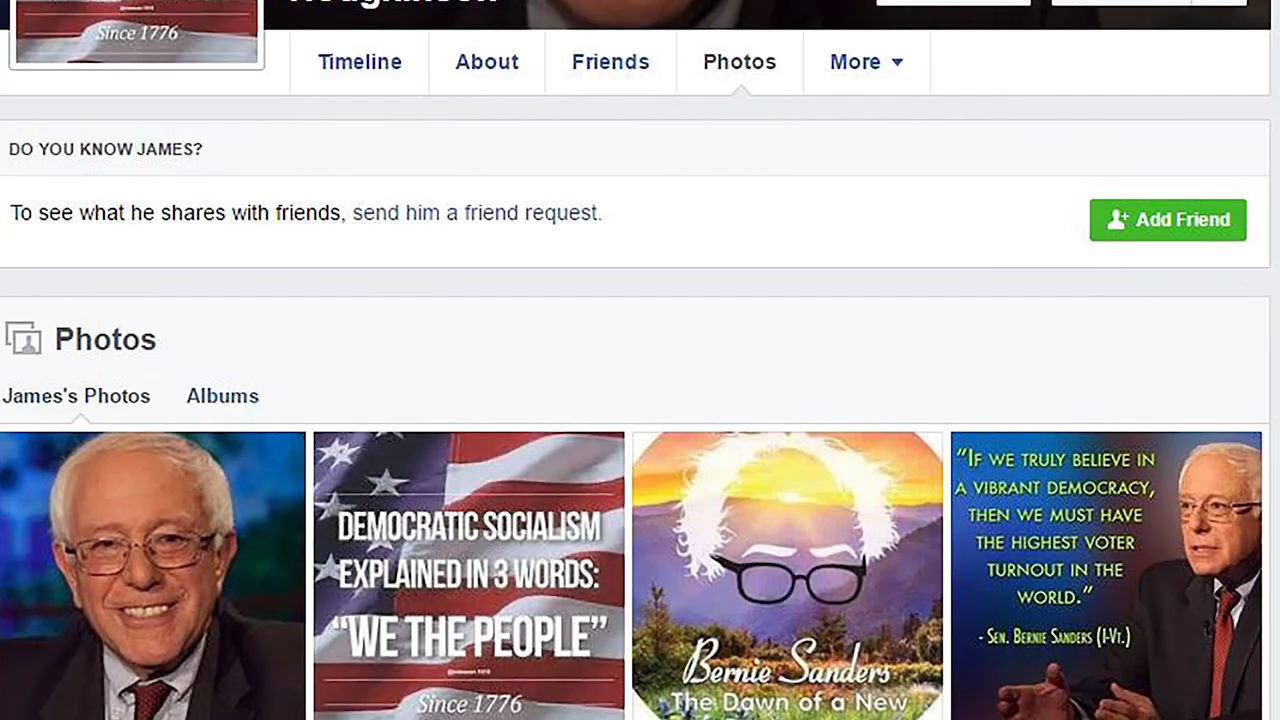 Since 1776
Timeline
About
Friends
Photos
More
DO YOU KNOW JAMES?
To see what he shares with friends, send him a friend request.
Add Friend
Photos
James's Photos
Albums
DEMOCRATIC SOCIALISM
EXPLAINED IN 3 WORDS:
"WE THE PEOPLE"
Since 1776
Bernie Sanders
The Dawn of a New
"IF WE TRULY BELIEVE IN
A VIBRANT DEMOCRACY,
THEN WE MUST HAVE
THE HIGHEST VOTER
TURNOUT IN THE
WORLD."
- SEN. BERNIE SANDERS (I-VT.)